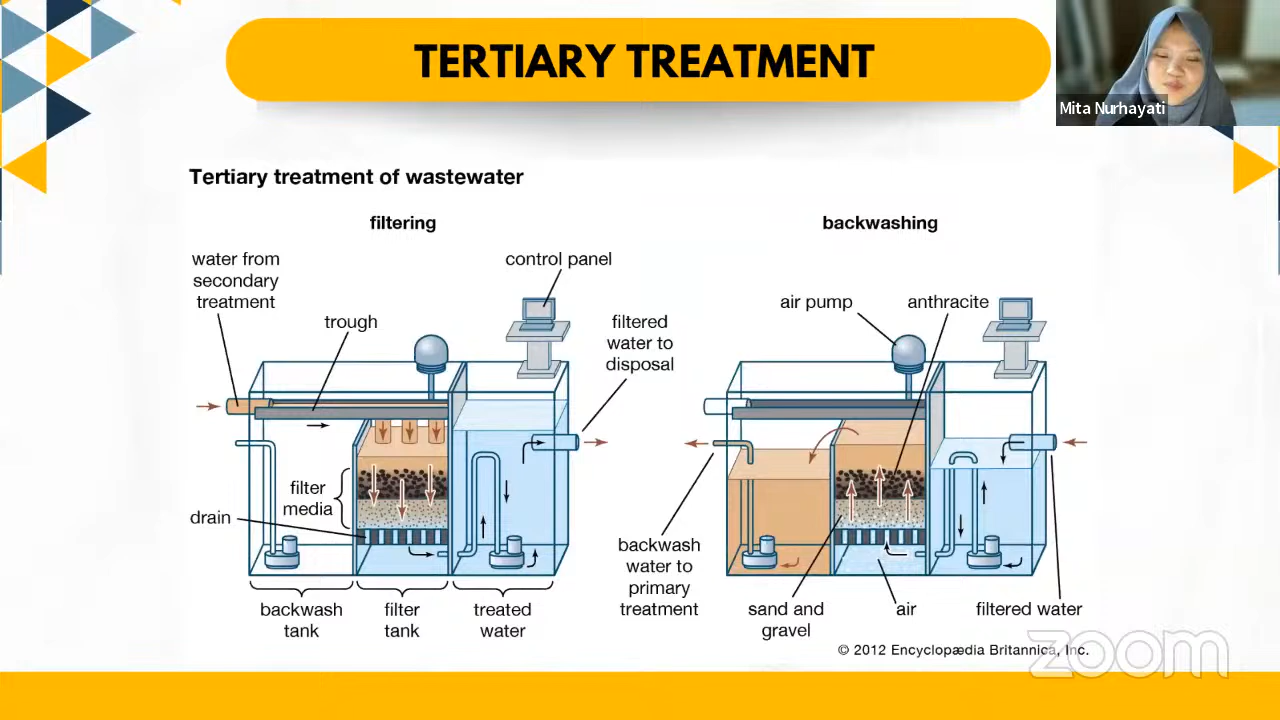 TERTIARY TREATMENT
Mita Nurhayati
Tertiary treatment of wastewater
filtering
backwashing
water from
secondary
treatment
trough
control panel
filtered
water to
disposal
air pump
anthracite
filter
media
drain
backwash
tank
filter
tank
treated
water
backwash
water to
primary
treatment
sand and
gravel
air
filtered water
© 2012 Encyclopædia Britannica, Inc.
zoom